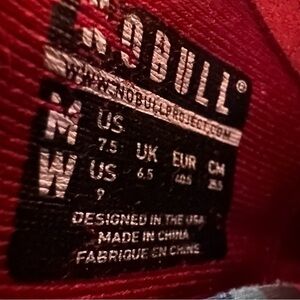 NOBULL®
WWW.NOBULLPROJECT.COM
M US 7.5 UK 6.5 EUR 40.5 CM 25.5
W US 9
DESIGNED IN THE USA
MADE IN CHINA
FABRIQUE EN CHINE